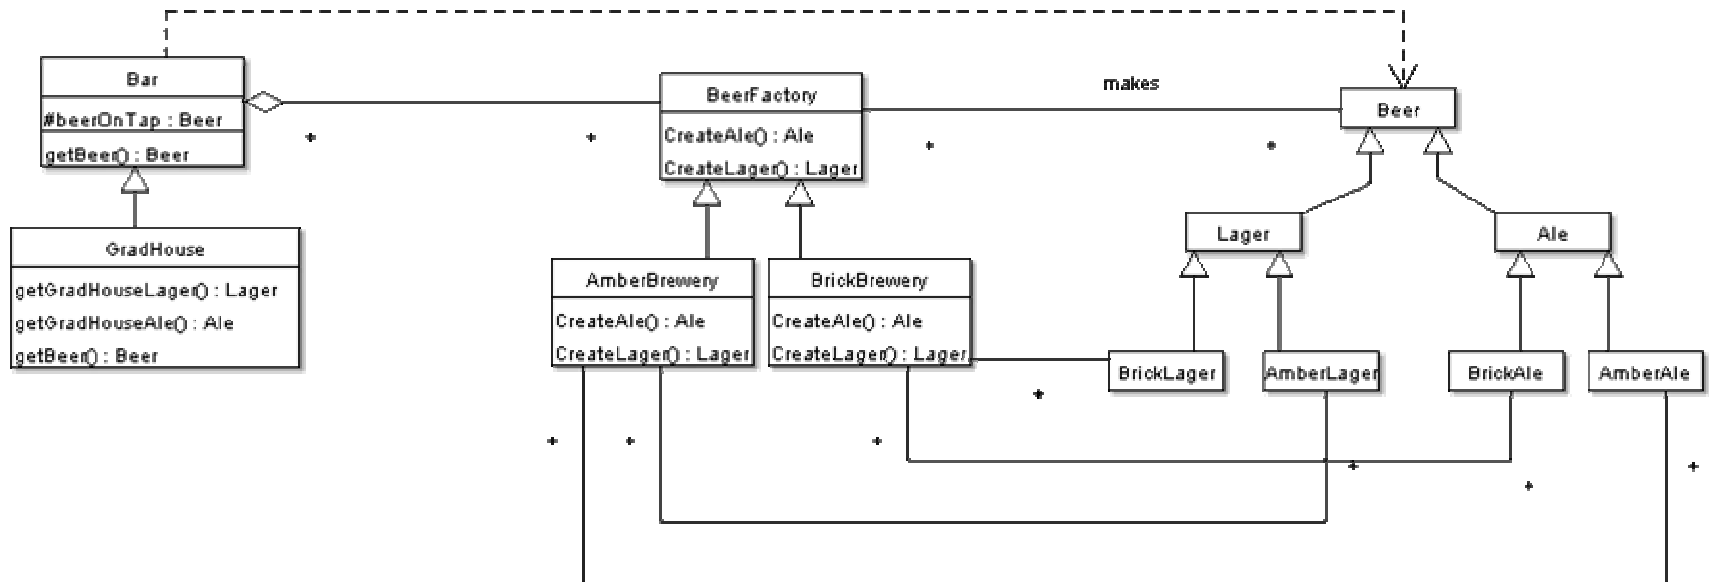 Bar
#beerOnTap : Beer
getBeer() : Beer
GradHouse
getGradHouseLager() : Lager
getGradHouseAle() : Ale
getBeer() : Beer
BeerFactory
CreateAle() : Ale
CreateLager() : Lager
makes
Beer
AmberBrewery
CreateAle() : Ale
CreateLager() : Lager
BrickBrewery
CreateAle() : Ale
CreateLager() : Lager
Lager
Ale
BrickLager
AmberLager
BrickAle
AmberAle